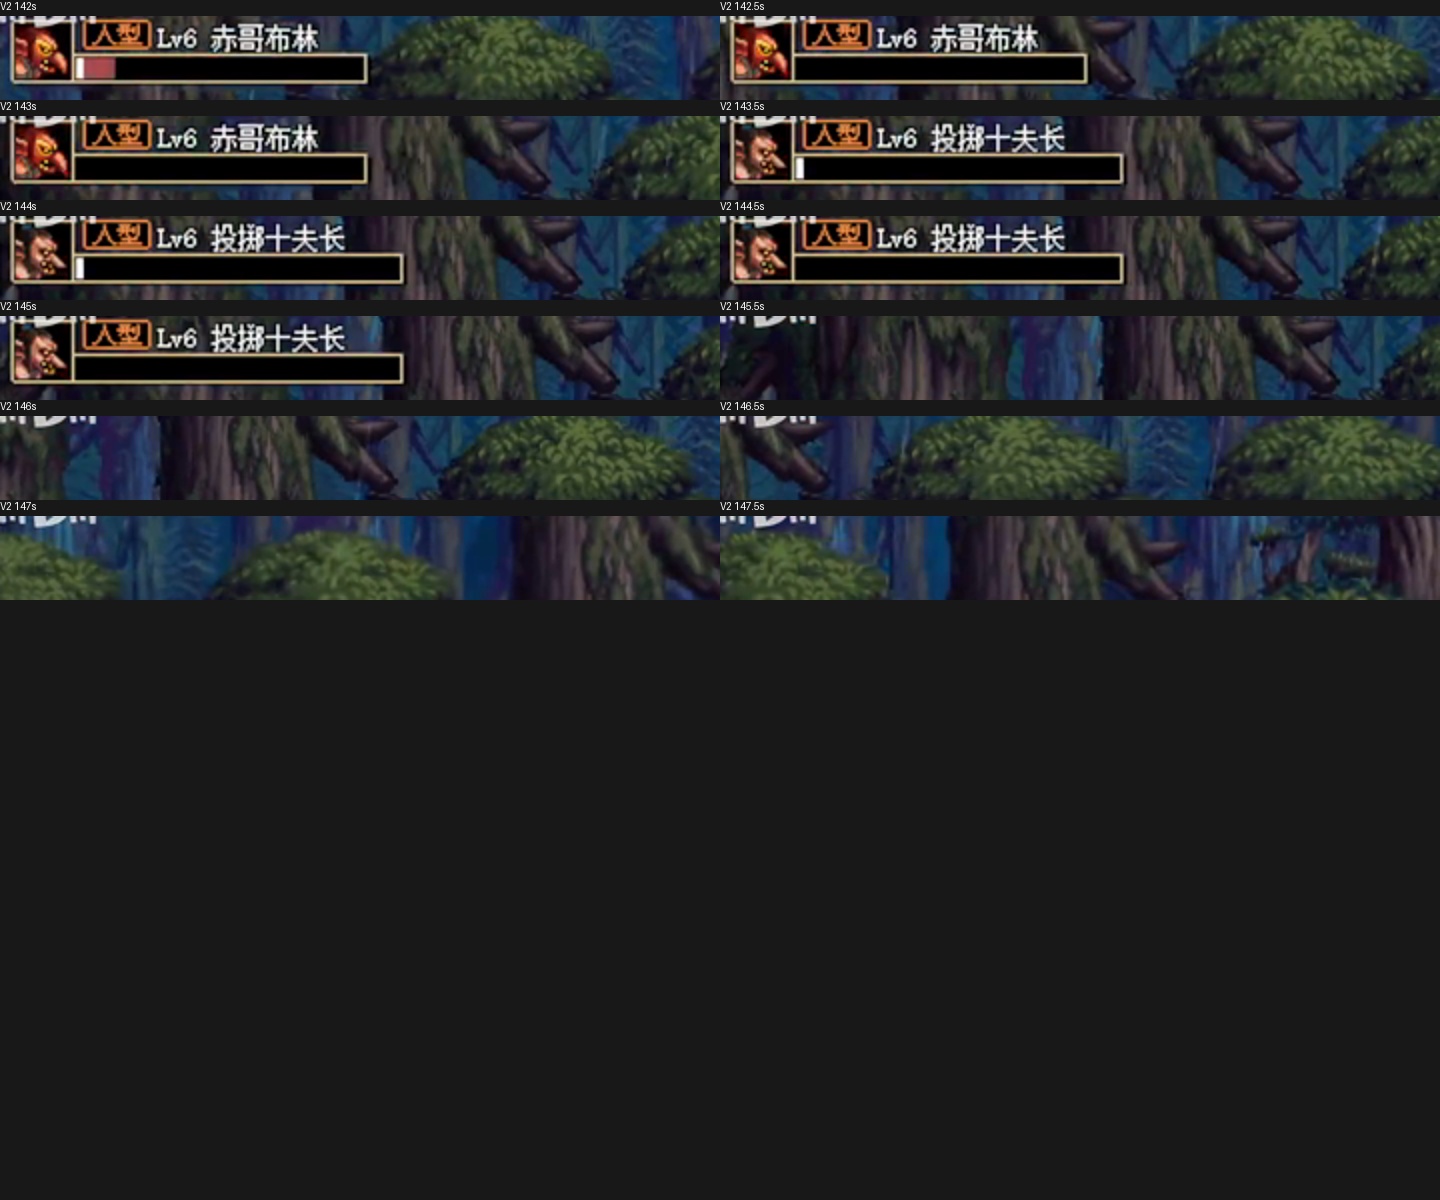 V2 142s
人型 Lv6 赤哥布林
V2 142.5s
人型 Lv6 赤哥布林
V2 143s
人型 Lv6 赤哥布林
V2 143.5s
人型 Lv6 投掷十夫长
V2 144s
人型 Lv6 投掷十夫长
V2 144.5s
人型 Lv6 投掷十夫长
V2 145s
人型 Lv6 投掷十夫长
V2 145.5s
V2 146s
V2 146.5s
V2 147s
V2 147.5s